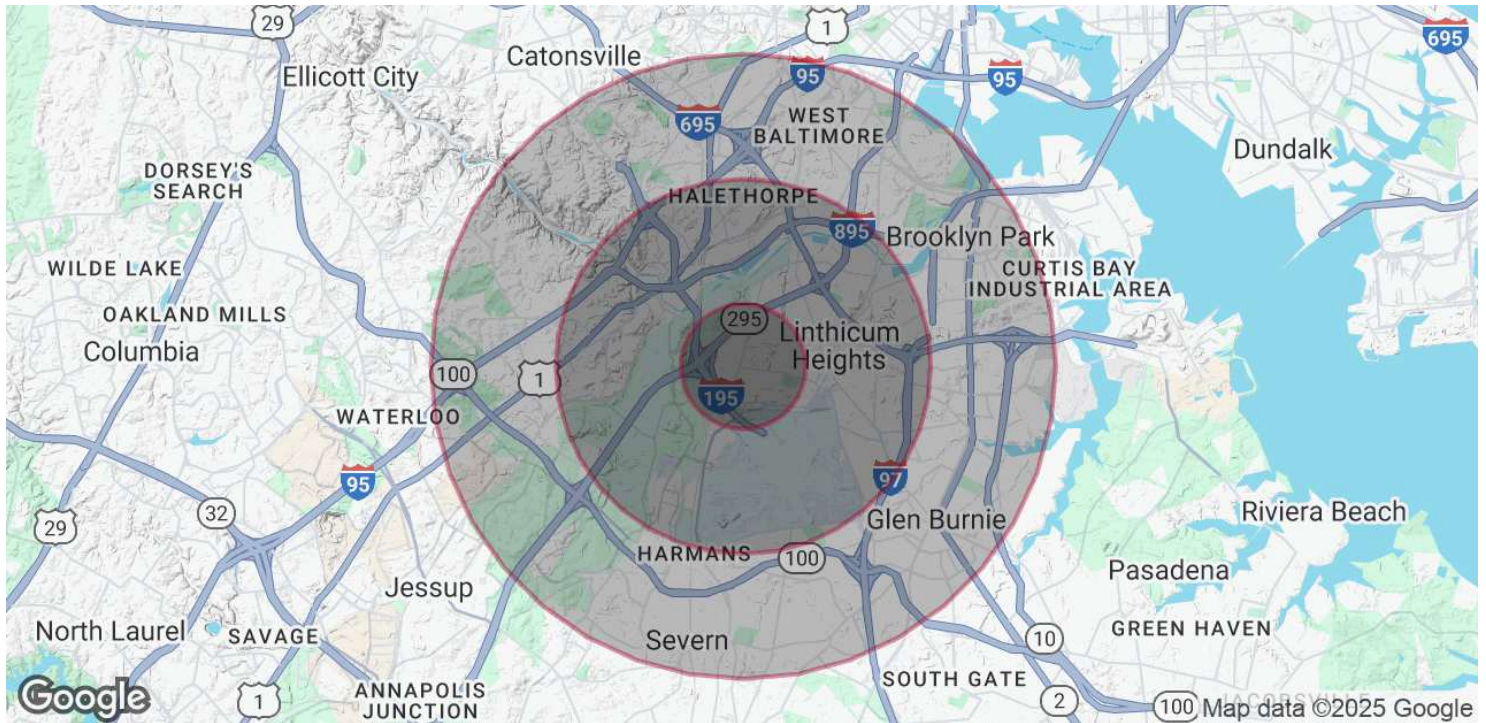 29
1
695
Catonsville
95
95
Ellicott City
695
WEST
BALTIMORE
Dundalk
DORSEY'S
SEARCH
HALETHORPE
895
Brooklyn Park
WILDE LAKE
CURTIS BAY
INDUSTRIAL AREA
OAKLAND MILLS
295
Linthicum
Heights
Columbia
100
1
195
WATERLOO
95
97
32
29
Glen Burnie
Riviera Beach
HARMANS
100
Pasadena
Jessup
North Laurel
SAVAGE
Severn
10
GREEN HAVEN
SOUTH GATE
Google
1
ANNAPOLIS
JUNCTION
2
100
JACOBSVILLE
Map data ©2025 Google